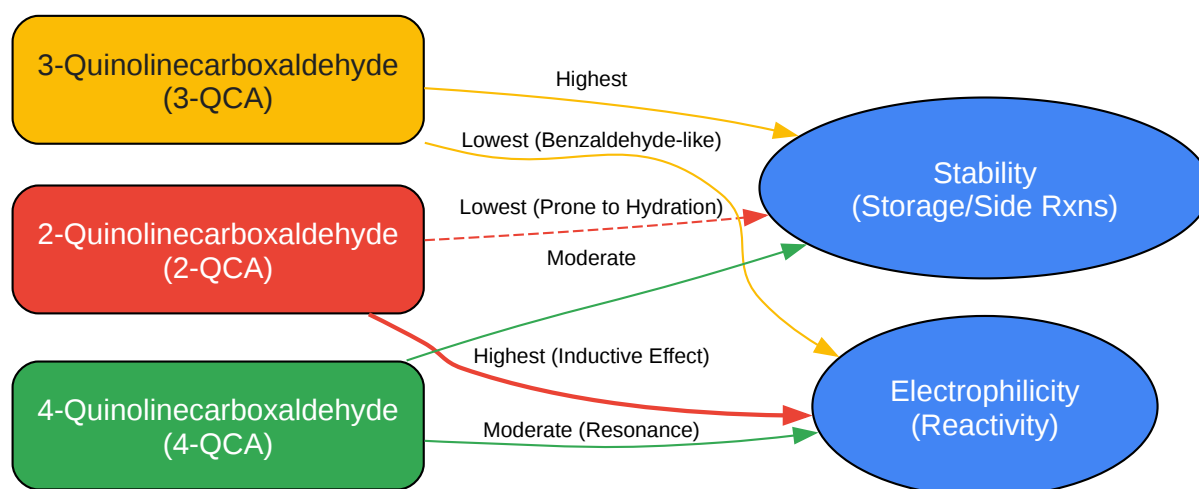 3-Quinolinecarboxaldehyde
(3-QCA)
Highest
Lowest (Benzaldehyde-like)
2-Quinolinecarboxaldehyde
(2-QCA)
Lowest (Prone to Hydration)
Moderate
Stability
(Storage/Side Rxns)
Highest (Inductive Effect)
4-Quinolinecarboxaldehyde
(4-QCA)
Moderate (Resonance)
Electrophilicity
(Reactivity)